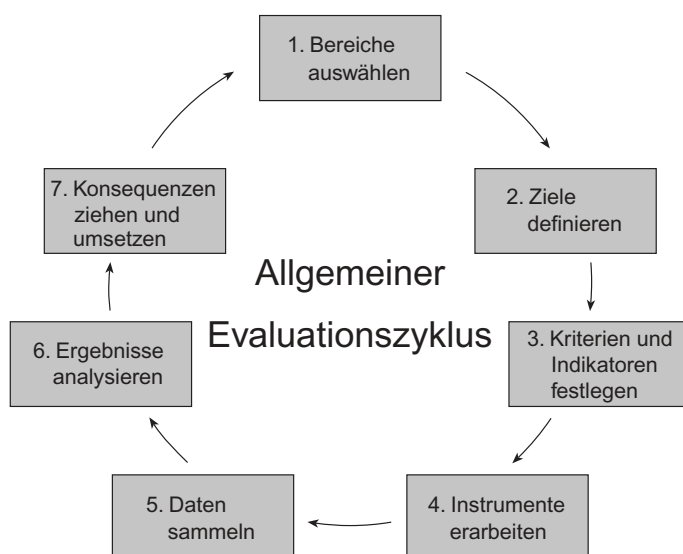 1. Bereiche
auswählen
2. Ziele
definieren
3. Kriterien und
Indikatoren
festlegen
4. Instrumente
erarbeiten
5. Daten
sammeln
6. Ergebnisse
analysieren
7. Konsequenzen
ziehen und
umsetzen
Allgemeiner
Evaluationszyklus